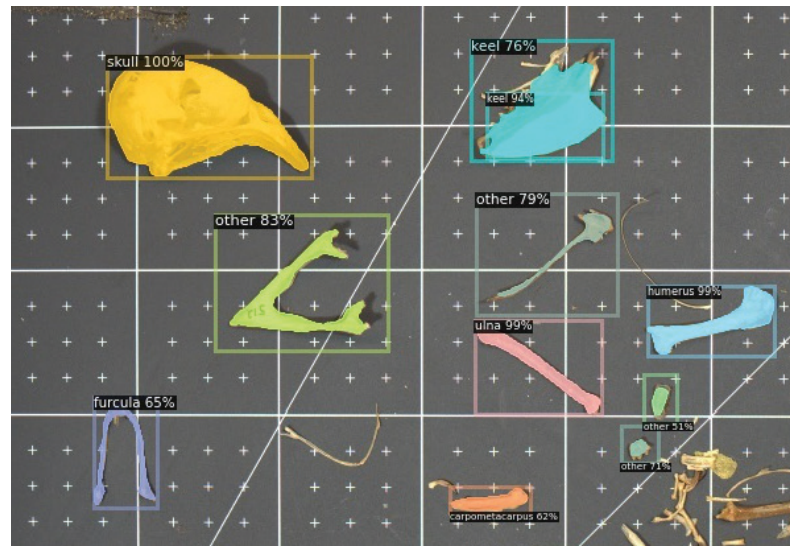 skull 100%
keel 76%
keel 94%
other 79%
other 83%
humerus 99%
ulna 99%
furcula 65%
other 51%
other 71%
carpometacarpus 62%